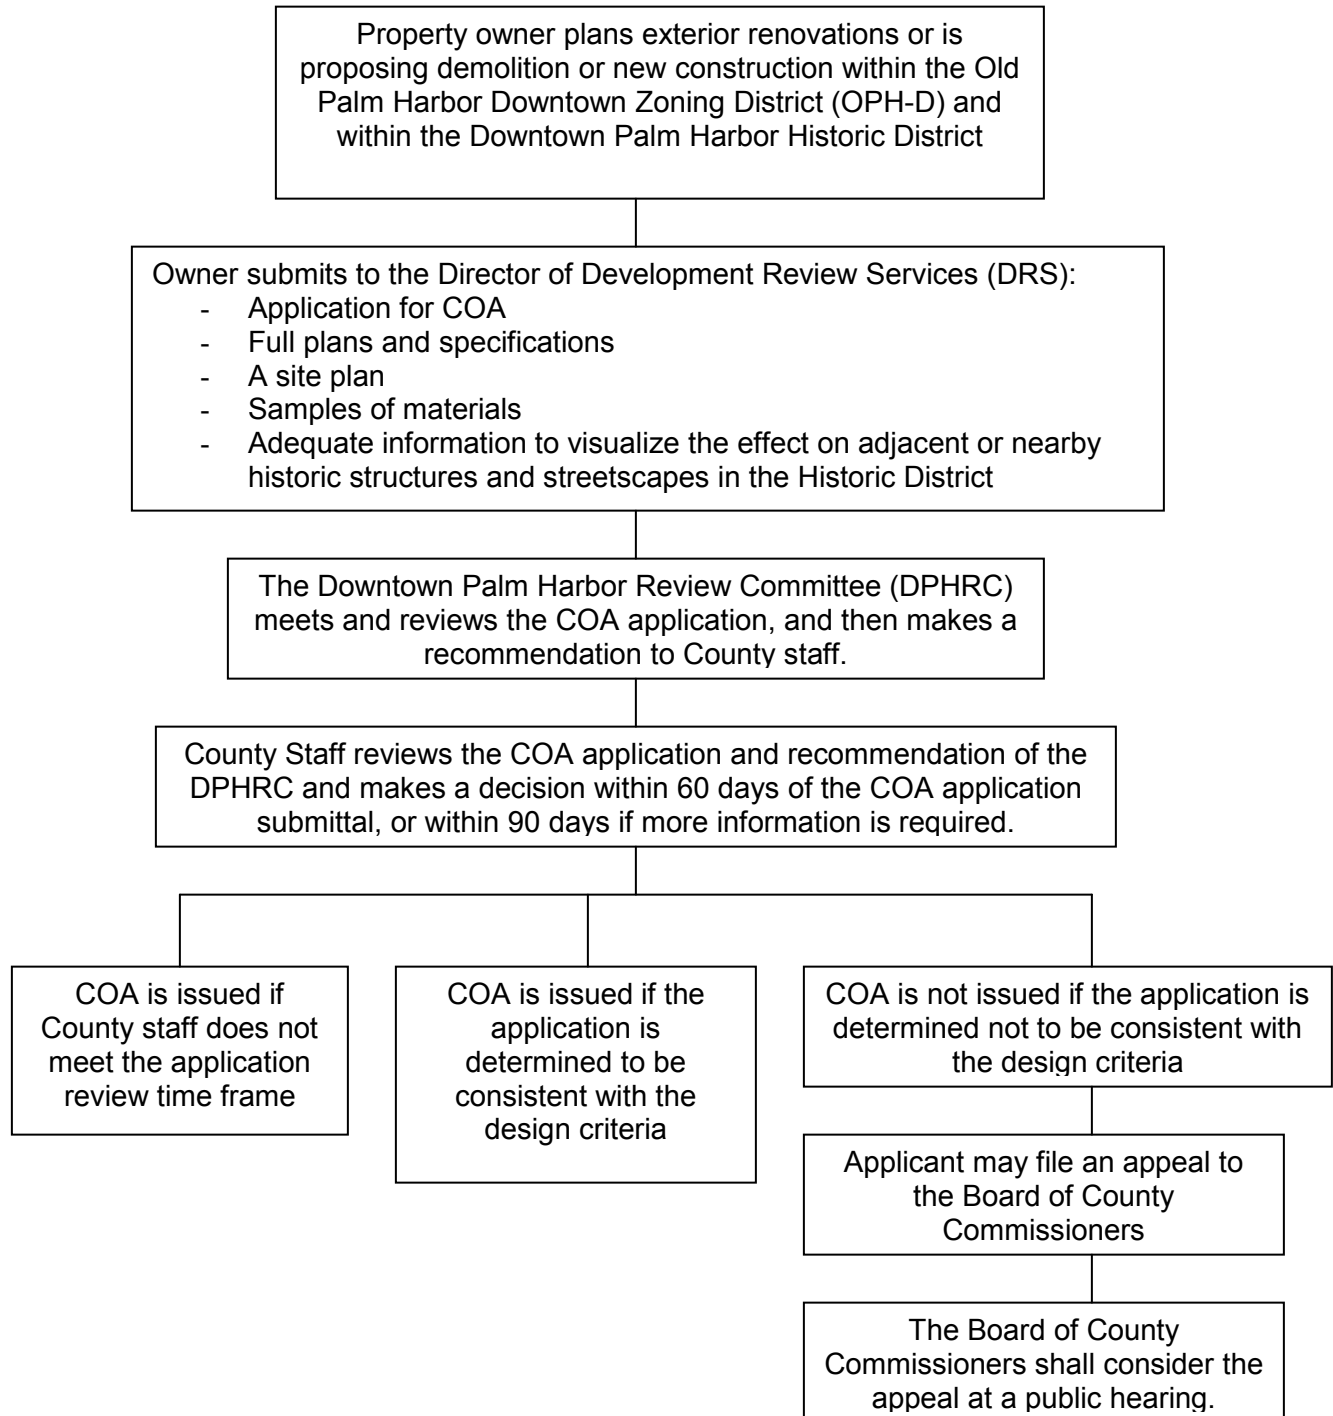 Property owner plans exterior renovations or is
proposing demolition or new construction within the Old
Palm Harbor Downtown Zoning District (OPH-D) and
within the Downtown Palm Harbor Historic District
Owner submits to the Director of Development Review Services (DRS):
- Application for COA
- Full plans and specifications
- A site plan
- Samples of materials
- Adequate information to visualize the effect on adjacent or nearby
historic structures and streetscapes in the Historic District
The Downtown Palm Harbor Review Committee (DPHRC)
meets and reviews the COA application, and then makes a
recommendation to County staff.
County Staff reviews the COA application and recommendation of the
DPHRC and makes a decision within 60 days of the COA application
submittal, or within 90 days if more information is required.
COA is issued if
County staff does not
meet the application
review time frame
COA is issued if the
application is
determined to be
consistent with the
design criteria
COA is not issued if the application is
determined not to be consistent with
the design criteria
Applicant may file an appeal to
the Board of County
Commissioners
The Board of County
Commissioners shall consider the
appeal at a public hearing.